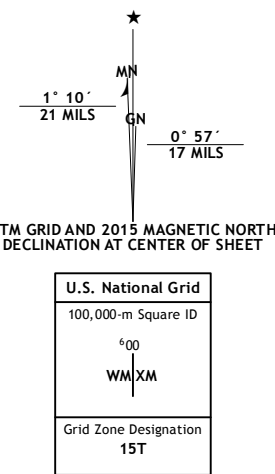 MN
1° 10´
21 MILS
GN
0° 57´
17 MILS
TM GRID AND 2015 MAGNETIC NORTH
DECLINATION AT CENTER OF SHEET
U.S. National Grid
100,000-m Square ID
⁶00
WM XM
Grid Zone Designation
15T